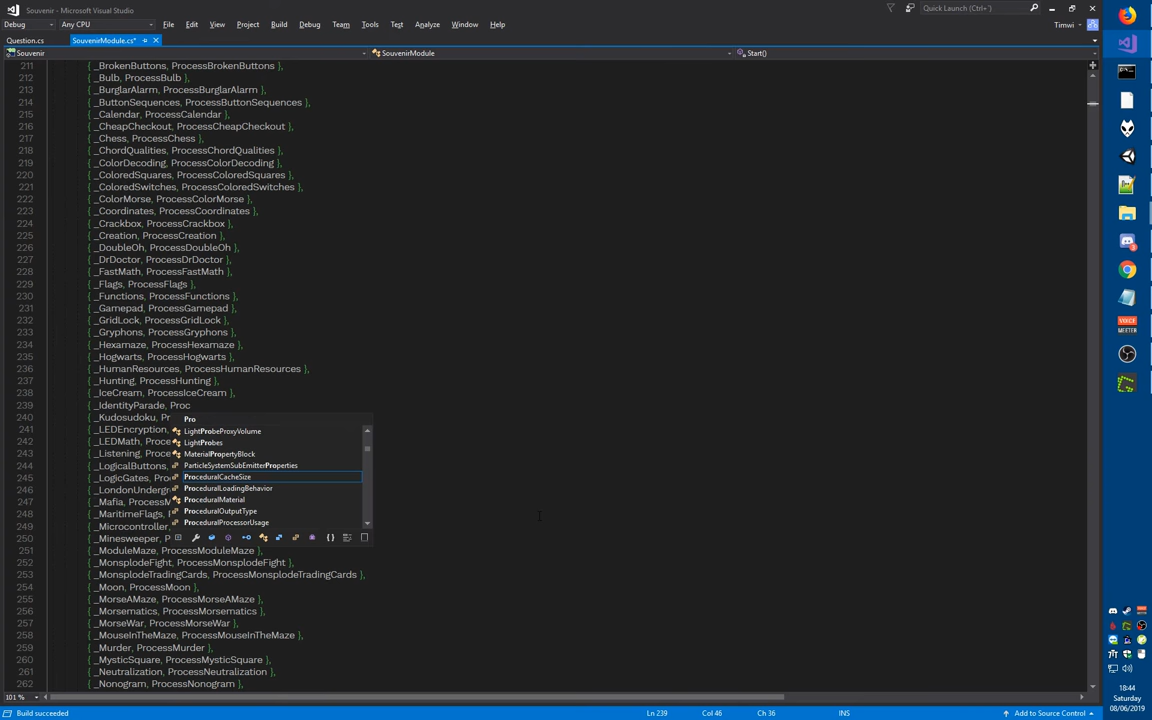 Souvenir - Microsoft Visual Studio
Quick Launch (Ctrl+')
File Edit View Project Build Debug Team Tools Test Analyze Window Help
Timwi
Debug Any CPU
Question.cs SouvenirModule.cs*
Souvenir SouvenirModule Start()
211 { _BrokenButtons, ProcessBrokenButtons },
212 { _Bulb, ProcessBulb },
213 { _BurglarAlarm, ProcessBurglarAlarm },
214 { _ButtonSequences, ProcessButtonSequences },
215 { _Calendar, ProcessCalendar },
216 { _CheapCheckout, ProcessCheapCheckout },
217 { _Chess, ProcessChess },
218 { _ChordQualities, ProcessChordQualities },
219 { _ColorDecoding, ProcessColorDecoding },
220 { _ColoredSquares, ProcessColoredSquares },
221 { _ColoredSwitches, ProcessColoredSwitches },
222 { _ColorMorse, ProcessColorMorse },
223 { _Coordinates, ProcessCoordinates },
224 { _Crackbox, ProcessCrackbox },
225 { _Creation, ProcessCreation },
226 { _DoubleOh, ProcessDoubleOh },
227 { _DrDoctor, ProcessDrDoctor },
228 { _FastMath, ProcessFastMath },
229 { _Flags, ProcessFlags },
230 { _Functions, ProcessFunctions },
231 { _Gamepad, ProcessGamepad },
232 { _GridLock, ProcessGridLock },
233 { _Gryphons, ProcessGryphons },
234 { _Hexamaze, ProcessHexamaze },
235 { _Hogwarts, ProcessHogwarts },
236 { _HumanResources, ProcessHumanResources },
237 { _Hunting, ProcessHunting },
238 { _IceCream, ProcessIceCream },
239 { _IdentityParade, Proc
240 { _Kudosudoku, Pr
241 { _LEDEncryption,
242 { _LEDMath, Proce
243 { _Listening, Proce
244 { _LogicalButtons,
245 { _LogicGates, Pro
246 { _LondonUndergr
247 { _Mafia, ProcessM
248 { _MaritimeFlags, P
249 { _Microcontroller,
250 { _Minesweeper, P
Pro
LightProbeProxyVolume
LightProbes
MaterialPropertyBlock
ParticleSystemSubEmitterProperties
ProceduralCacheSize
ProceduralLoadingBehavior
ProceduralMaterial
ProceduralOutputType
ProceduralProcessorUsage
251 { _ModuleMaze, ProcessModuleMaze },
252 { _MonsplodeFight, ProcessMonsplodeFight },
253 { _MonsplodeTradingCards, ProcessMonsplodeTradingCards },
254 { _Moon, ProcessMoon },
255 { _MorseAMaze, ProcessMorseAMaze },
256 { _Morsematics, ProcessMorsematics },
257 { _MorseWar, ProcessMorseWar },
258 { _MouseInTheMaze, ProcessMouseInTheMaze },
259 { _Murder, ProcessMurder },
260 { _MysticSquare, ProcessMysticSquare },
261 { _Neutralization, ProcessNeutralization },
262 { _Nonogram, ProcessNonogram },
101 %
Build succeeded Ln 239 Col 46 Ch 36 INS Add to Source Control
VOICE
MEETER
18:44
Saturday
08/06/2019